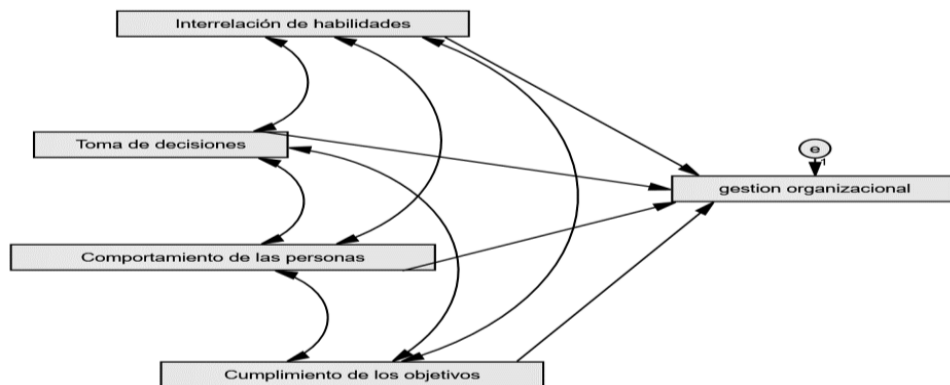 Interrelación de habilidades
Toma de decisiones
e
1
gestion organizacional
Comportamiento de las personas
Cumplimiento de los objetivos